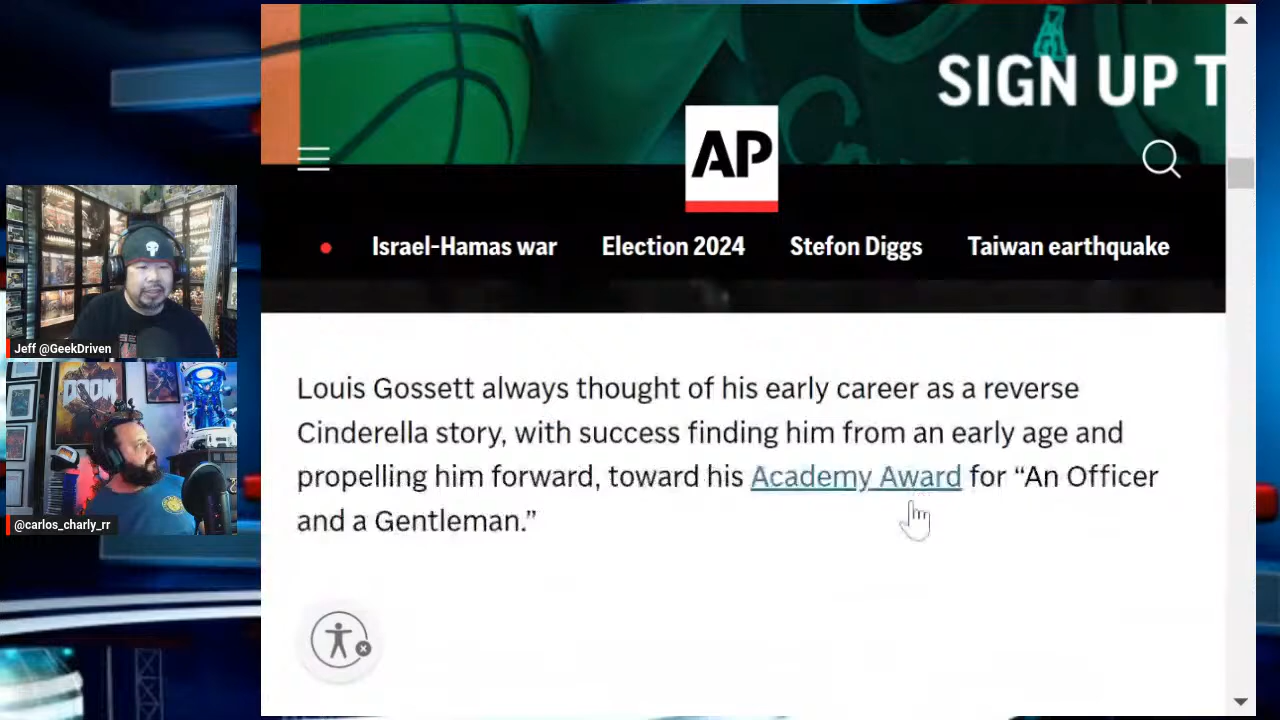 SIGN UP T
AP
Israel-Hamas war Election 2024 Stefon Diggs Taiwan earthquake
Jeff @GeekDriven
DOOM
@carlos_charly_rr
Louis Gossett always thought of his early career as a reverse
Cinderella story, with success finding him from an early age and
propelling him forward, toward his Academy Award for “An Officer
and a Gentleman.”